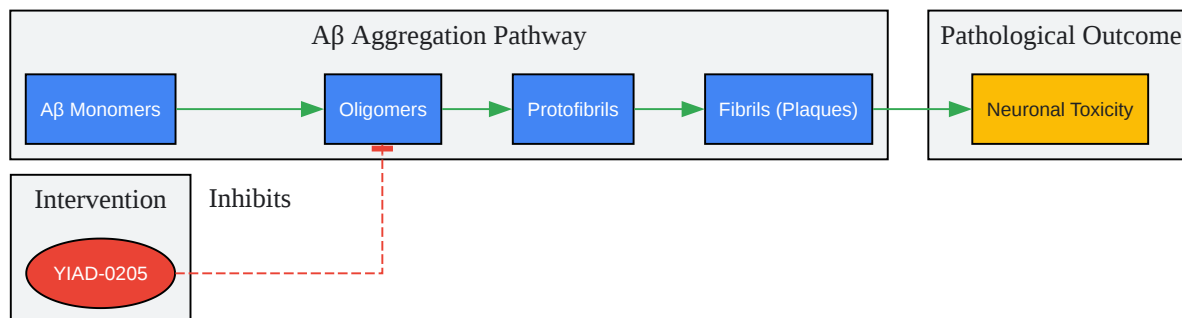 Aβ Aggregation Pathway
Pathological Outcome
Aβ Monomers
Oligomers
Protofibrils
Fibrils (Plaques)
Neuronal Toxicity
Intervention
Inhibits
YIAD-0205